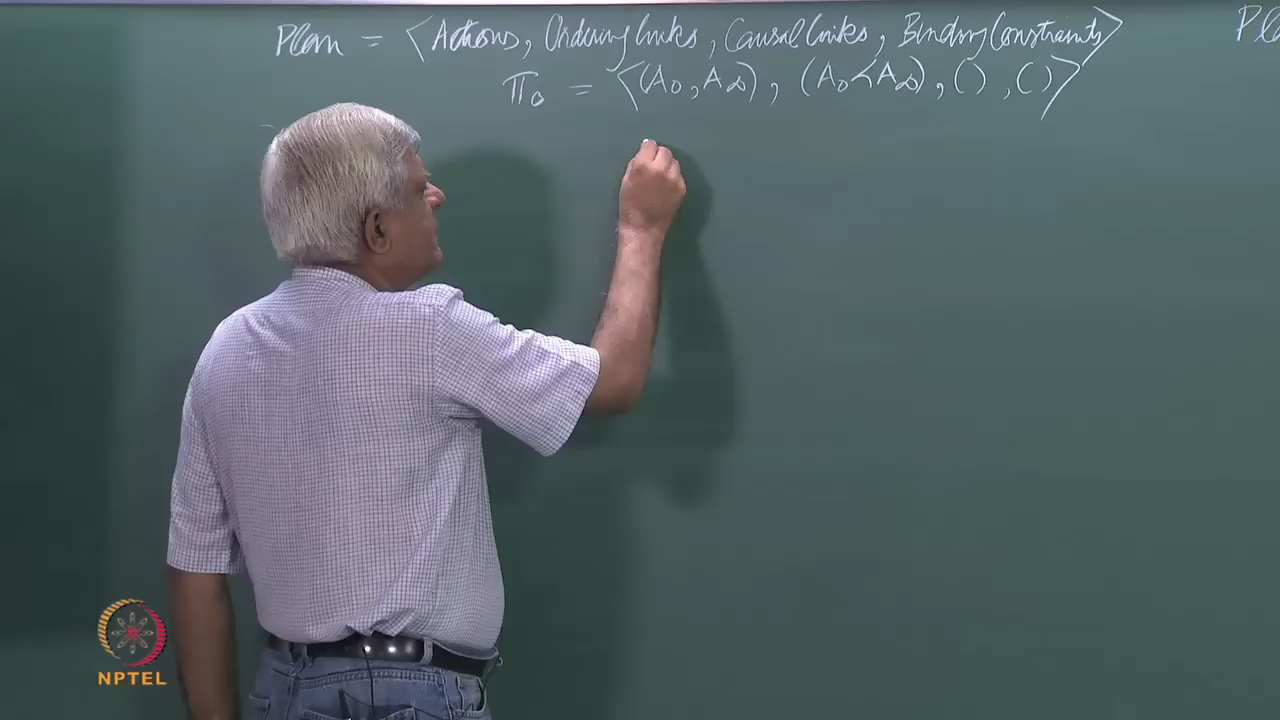 Plan = ⟨Actions, Ordering links, Causal links, Binding Constraints⟩
π₀ = ⟨(A₀, A∞), (A₀<A∞), (), ()⟩
Pla
NPTEL